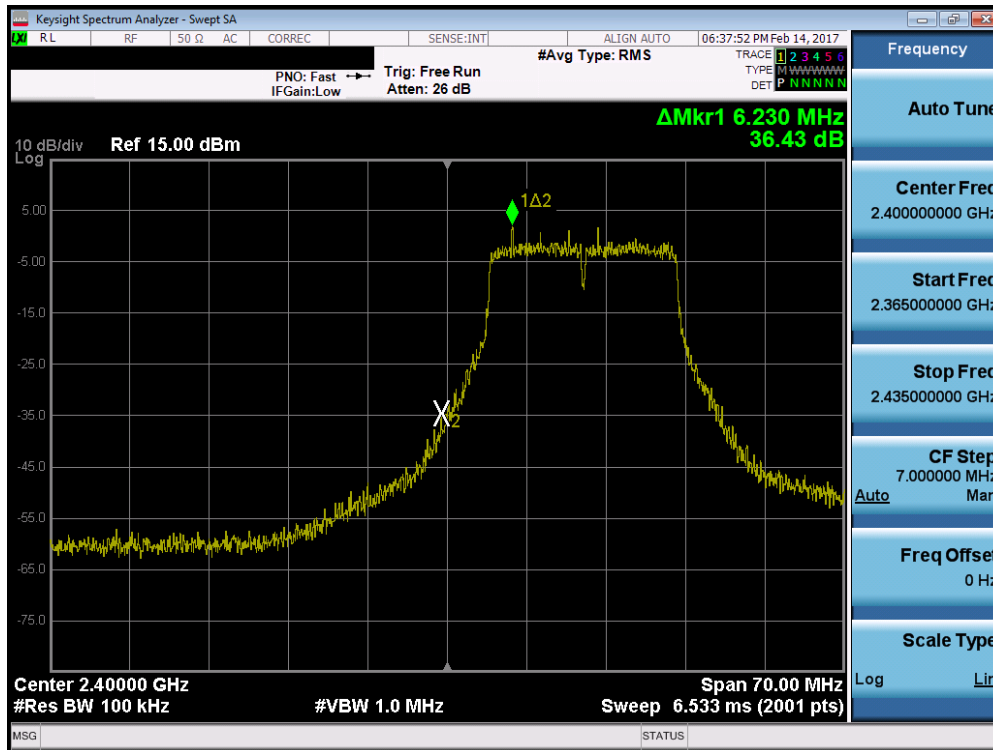 Keysight Spectrum Analyzer - Swept SA
LXI RL RF 50 Ω AC CORREC SENSE:INT ALIGN AUTO 06:37:52 PM Feb 14, 2017
#Avg Type: RMS
PNO: Fast
IFGain:Low
Trig: Free Run
Atten: 26 dB
TRACE 1 2 3 4 5 6
TYPE M WWWWW
DET P N N N N N
ΔMkr1 6.230 MHz
36.43 dB
10 dB/div
Log
Ref 15.00 dBm
5.00
-5.00
-15.0
-25.0
-35.0
-45.0
-55.0
-65.0
-75.0
1Δ2
X2
Center 2.40000 GHz
Span 70.00 MHz
#Res BW 100 kHz
#VBW 1.0 MHz
Sweep 6.533 ms (2001 pts)
MSG
STATUS
Frequency
Auto Tune
Center Freq
2.400000000 GHz
Start Freq
2.365000000 GHz
Stop Freq
2.435000000 GHz
CF Step
7.000000 MHz
Auto Man
Freq Offset
0 Hz
Scale Type
Log Lin